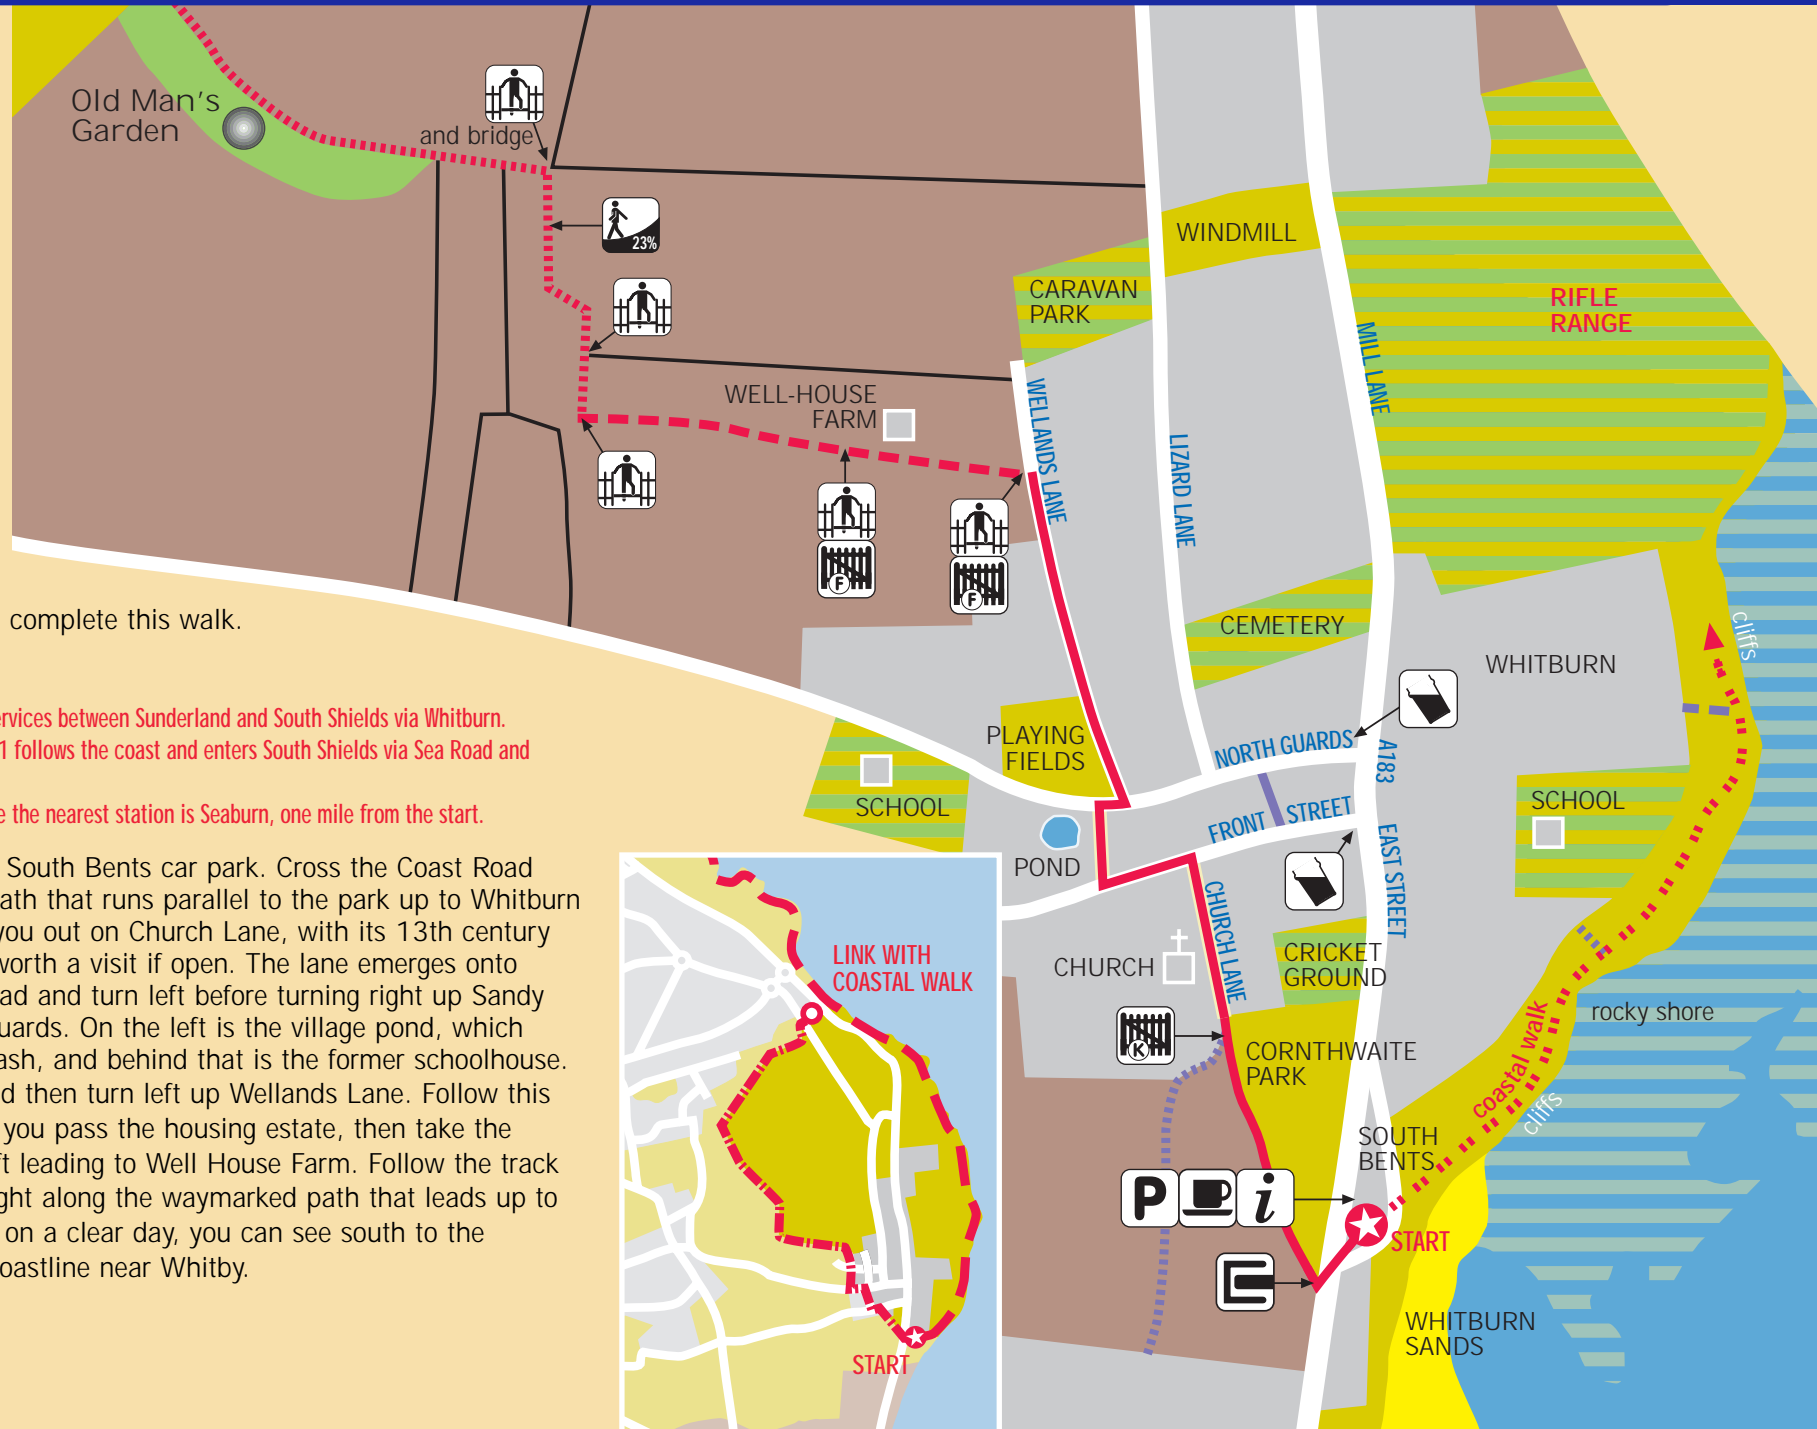 Old Man's
Garden
and bridge
23%
WINDMILL
CARAVAN
PARK
RIFLE
RANGE
MILL LANE
WELL-HOUSE
FARM
WELLANDS LANE
LIZARD LANE
F
F
CEMETERY
WHITBURN
cliffs
PLAYING
FIELDS
NORTH GUARDS
A183
SCHOOL
SCHOOL
FRONT STREET
EAST STREET
POND
CHURCH LANE
CHURCH
CRICKET
GROUND
rocky shore
K
CORNTHWAITE
PARK
coastal walk
cliffs
SOUTH
BENTS
P
i
START
WHITBURN
SANDS
complete this walk.
ervices between Sunderland and South Shields via Whitburn.
1 follows the coast and enters South Shields via Sea Road and
e the nearest station is Seaburn, one mile from the start.
South Bents car park. Cross the Coast Road
ath that runs parallel to the park up to Whitburn
you out on Church Lane, with its 13th century
worth a visit if open. The lane emerges onto
ad and turn left before turning right up Sandy
uards. On the left is the village pond, which
ash, and behind that is the former schoolhouse.
d then turn left up Wellands Lane. Follow this
you pass the housing estate, then take the
ft leading to Well House Farm. Follow the track
ght along the waymarked path that leads up to
on a clear day, you can see south to the
oastline near Whitby.
LINK WITH
COASTAL WALK
START